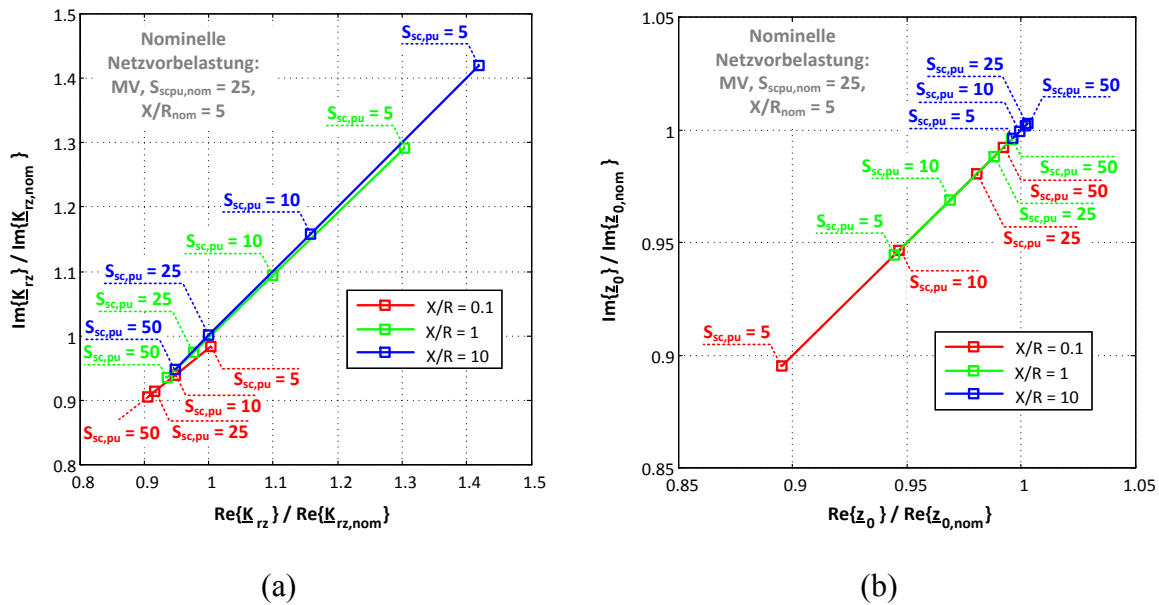 1.5
1.4
1.3
1.2
1.1
1
0.9
0.8
0.8
0.9
1
1.1
1.2
1.3
1.4
1.5
Im{K_rz} / Im{K_rz,nom}
Re{K_rz} / Re{K_rz,nom}
Nominelle
Netzvorbelastung:
MV, S_scpu,nom = 25,
X/R_nom = 5
S_sc,pu = 5
S_sc,pu = 5
S_sc,pu = 10
S_sc,pu = 10
S_sc,pu = 25
S_sc,pu = 25
S_sc,pu = 50
S_sc,pu = 50
S_sc,pu = 5
S_sc,pu = 10
S_sc,pu = 50
S_sc,pu = 25
X/R = 0.1
X/R = 1
X/R = 10
(a)
1.05
1
0.95
0.9
0.85
0.85
0.9
0.95
1
1.05
Im{z_0} / Im{z_0,nom}
Re{z_0} / Re{z_0,nom}
Nominelle
Netzvorbelastung:
MV, S_scpu,nom = 25,
X/R_nom = 5
S_sc,pu = 25
S_sc,pu = 50
S_sc,pu = 10
S_sc,pu = 5
S_sc,pu = 10
S_sc,pu = 50
S_sc,pu = 50
S_sc,pu = 5
S_sc,pu = 25
S_sc,pu = 25
S_sc,pu = 10
S_sc,pu = 5
X/R = 0.1
X/R = 1
X/R = 10
(b)